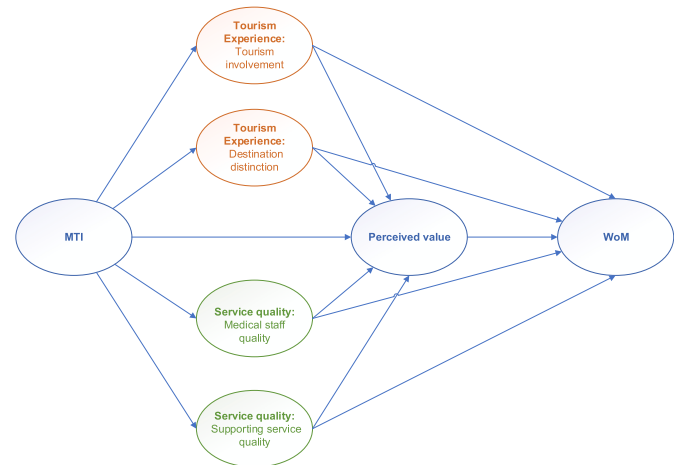 Tourism
Experience:
Tourism
involvement
Tourism
Experience:
Destination
distinction
MTI
Perceived value
WoM
Service quality:
Medical staff
quality
Service quality:
Supporting service
quality